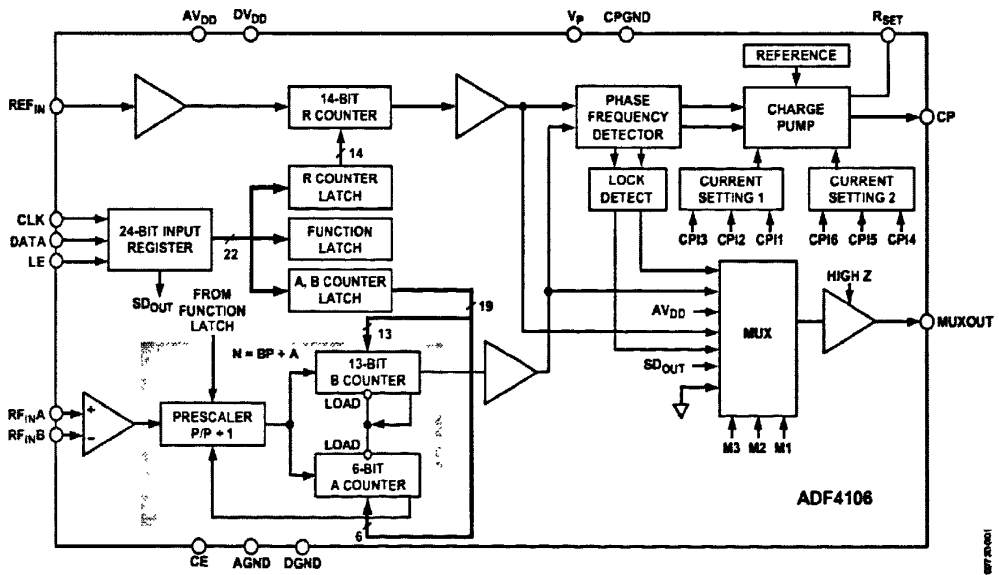 AVDD DVDD VP CPGND RSET
REFERENCE
REFIN
14-BIT
R COUNTER
PHASE
FREQUENCY
DETECTOR
CHARGE
PUMP
CP
14
R COUNTER
LATCH
LOCK
DETECT
CURRENT
SETTING 1
CURRENT
SETTING 2
CLK
DATA
LE
24-BIT INPUT
REGISTER
22
FUNCTION
LATCH
CPI3 CPI2 CPI1
CPI6 CPI5 CPI4
SDOUT
A, B COUNTER
LATCH
19
HIGH Z
FROM
FUNCTION
LATCH
AVDD
MUX
MUXOUT
13
N = BP + A
13-BIT
B COUNTER
SDOUT
RFINA
RFINB
+
−
PRESCALER
P/P + 1
LOAD
LOAD
6-BIT
A COUNTER
M3 M2 M1
6
ADF4106
CE AGND DGND